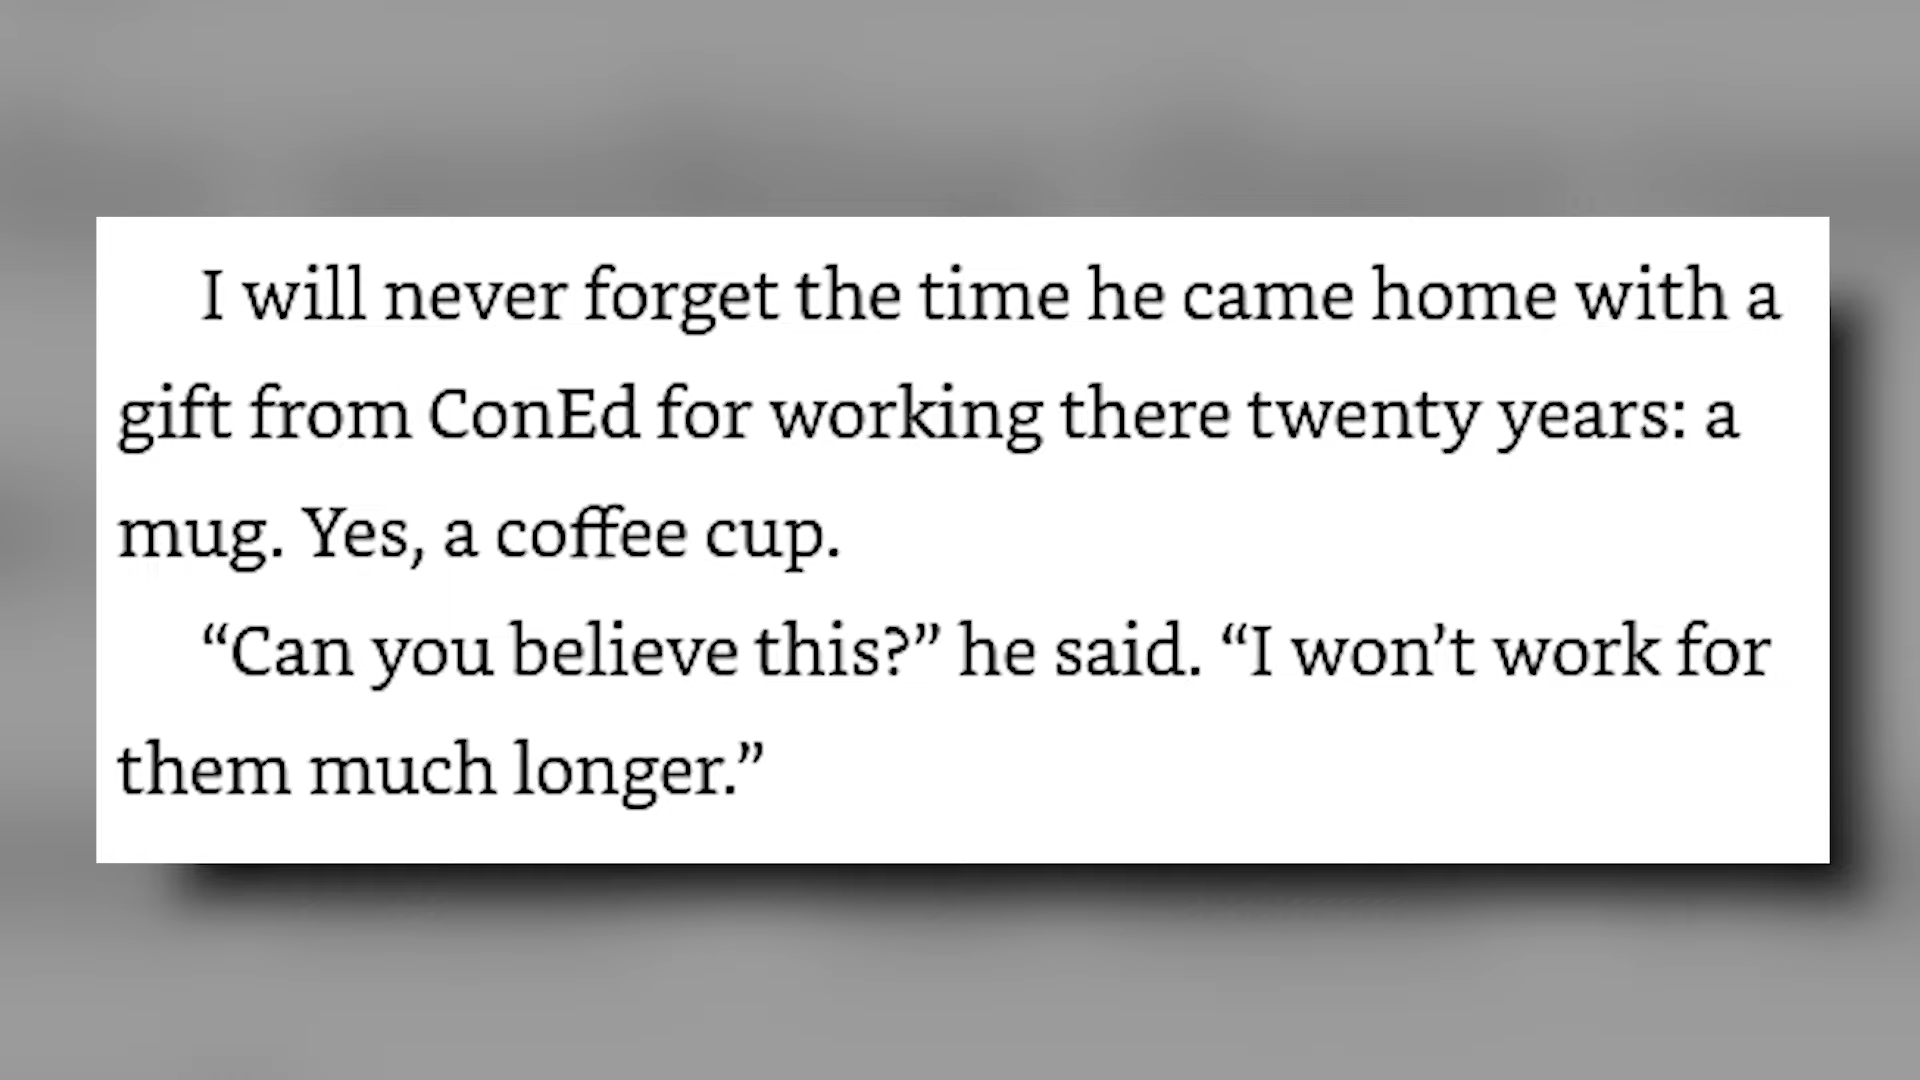 I will never forget the time he came home with a
gift from ConEd for working there twenty years: a
mug. Yes, a coffee cup.
“Can you believe this?” he said. “I won’t work for
them much longer.”